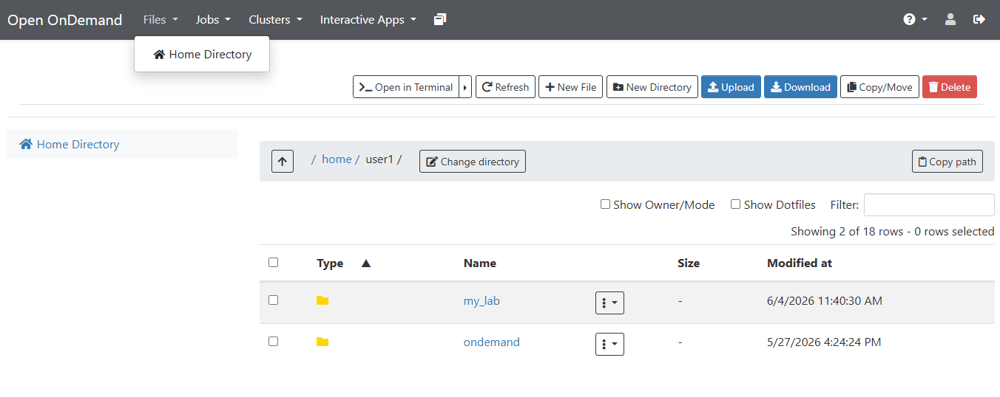 Open OnDemand Files Jobs Clusters Interactive Apps
Home Directory
Open in Terminal Refresh New File New Directory Upload Download Copy/Move Delete
Home Directory
/ home / user1 / Change directory Copy path
Show Owner/Mode Show Dotfiles Filter:
Showing 2 of 18 rows - 0 rows selected
Type Name Size Modified at
my_lab - 6/4/2026 11:40:30 AM
ondemand - 5/27/2026 4:24:24 PM